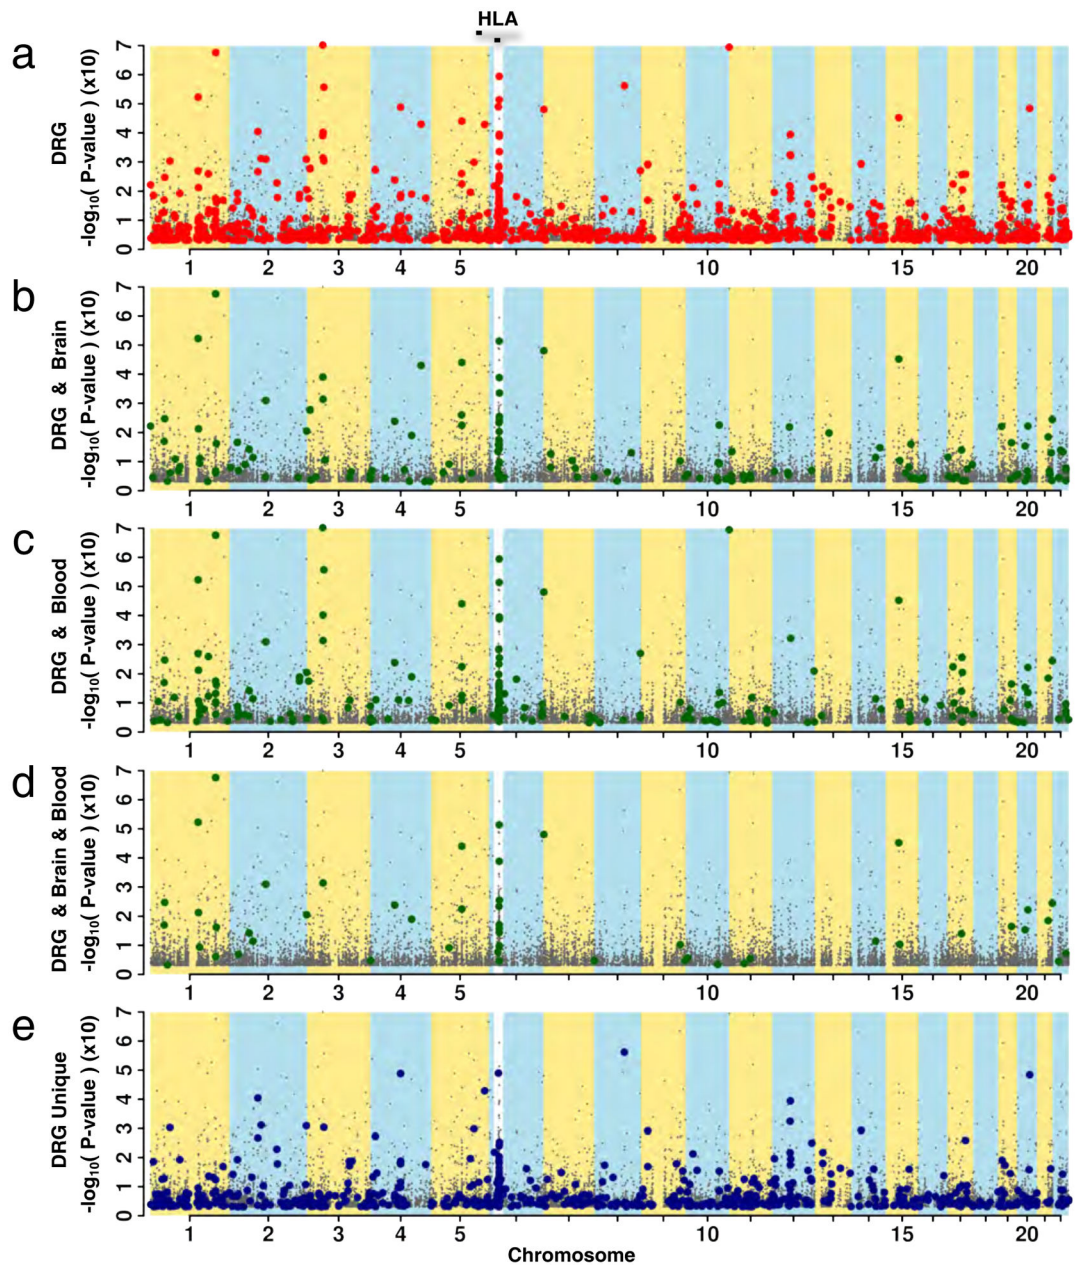 HLA
a
DRG
-log10( P-value ) (x10)
7
6
5
4
3
2
1
0
1 2 3 4 5 10 15 20
b
DRG & Brain
-log10( P-value ) (x10)
7
6
5
4
3
2
1
0
1 2 3 4 5 10 15 20
c
DRG & Blood
-log10( P-value ) (x10)
7
6
5
4
3
2
1
0
1 2 3 4 5 10 15 20
d
DRG & Brain & Blood
-log10( P-value ) (x10)
7
6
5
4
3
2
1
0
1 2 3 4 5 10 15 20
e
DRG Unique
-log10( P-value ) (x10)
7
6
5
4
3
2
1
0
1 2 3 4 5 10 15 20
Chromosome